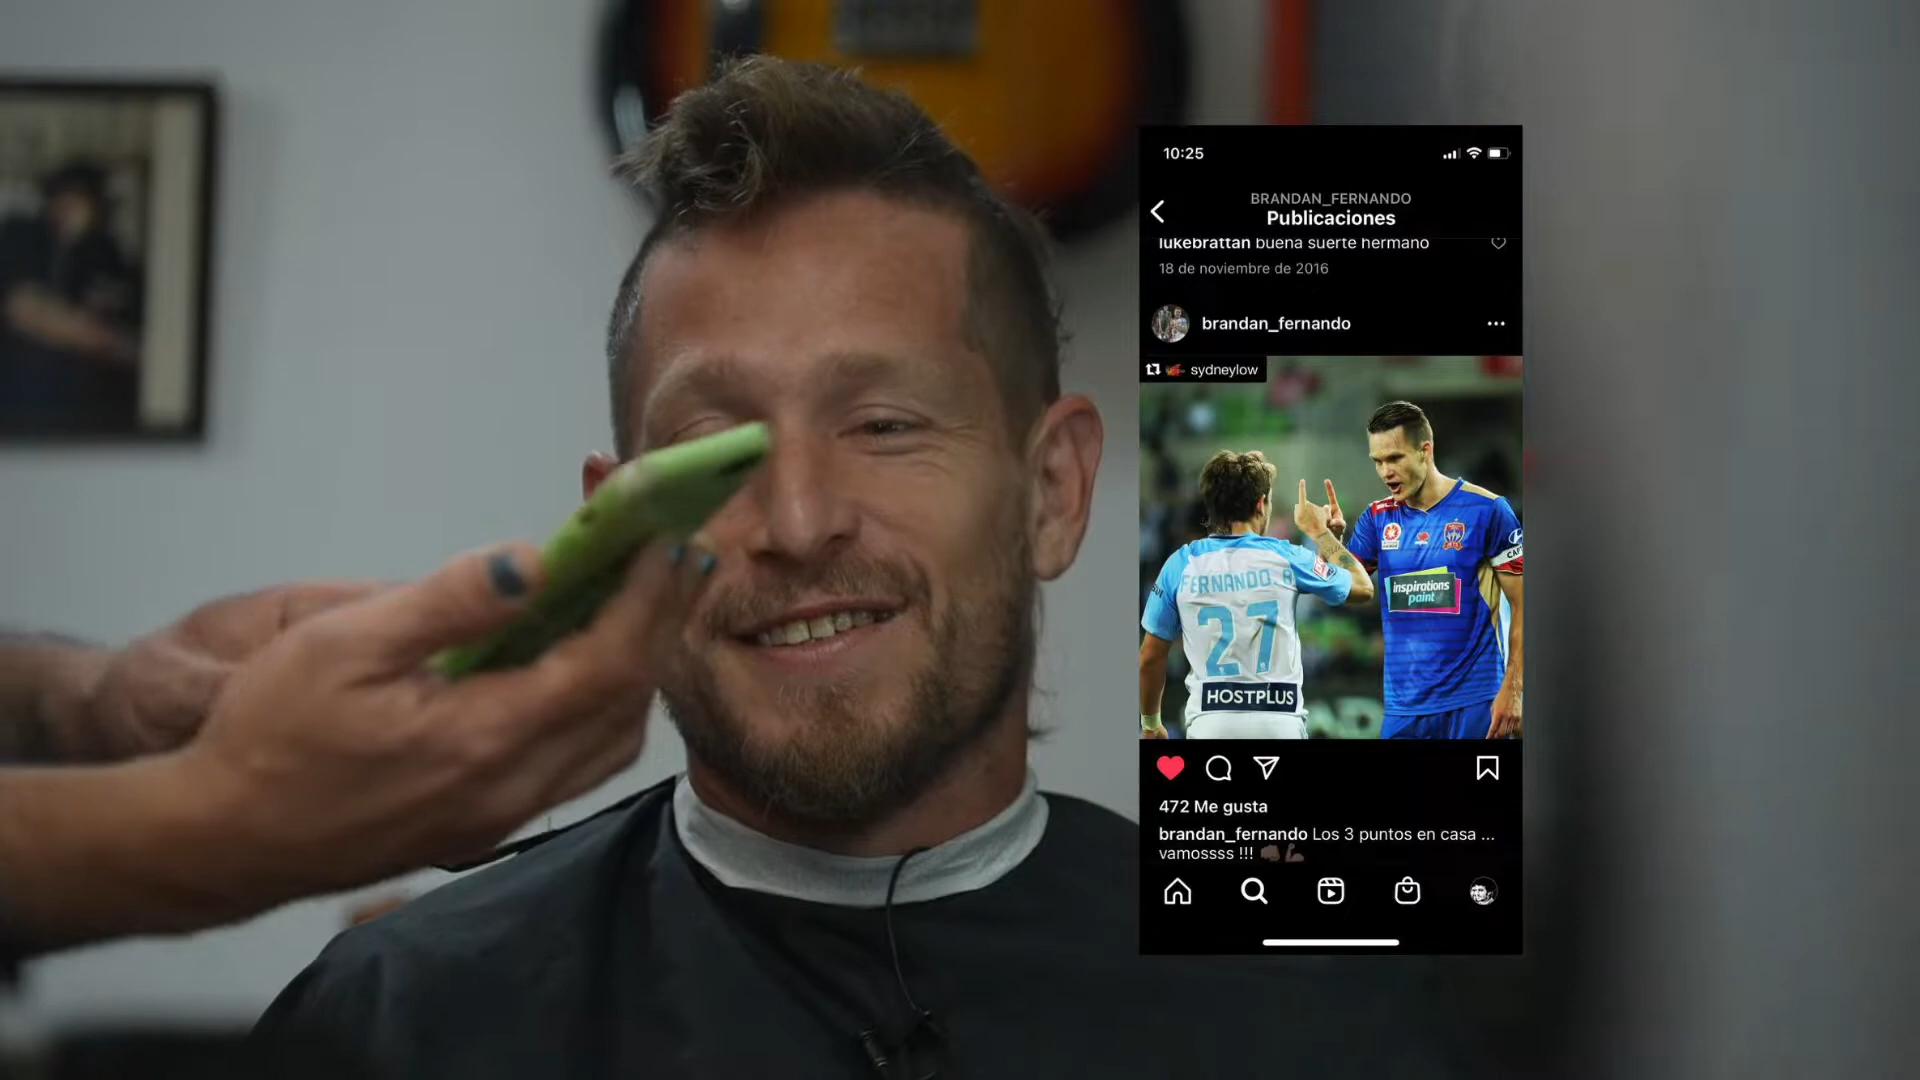 10:25
BRANDAN_FERNANDO
Publicaciones
lukebrattan buena suerte hermano
18 de noviembre de 2016
brandan_fernando
sydneylow
FERNANDO. B
27
HOSTPLUS
inspirations
paint
472 Me gusta
brandan_fernando Los 3 puntos en casa ...
vamossss !!! 👊🏿💪🏿